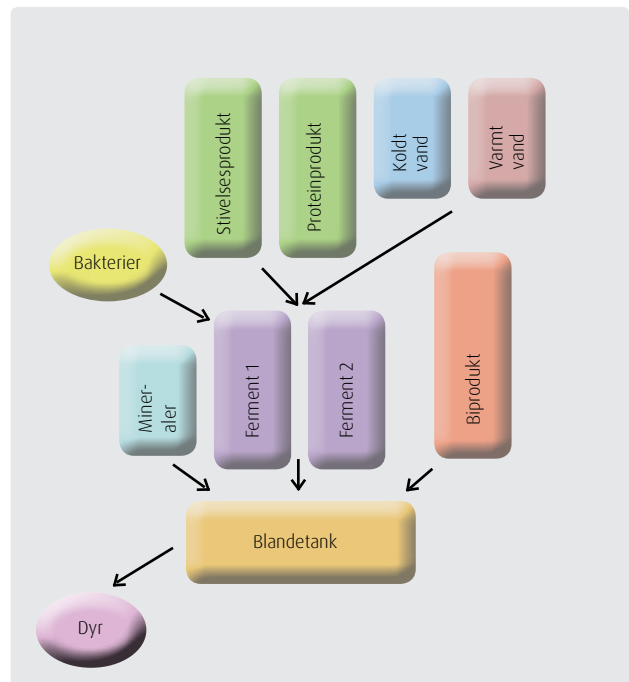 Stivelsesprodukt
Proteinprodukt
Koldt
vand
Varmt
vand
Bakterier
Miner-
aler
Ferment 1
Ferment 2
Biprodukt
Blandetank
Dyr